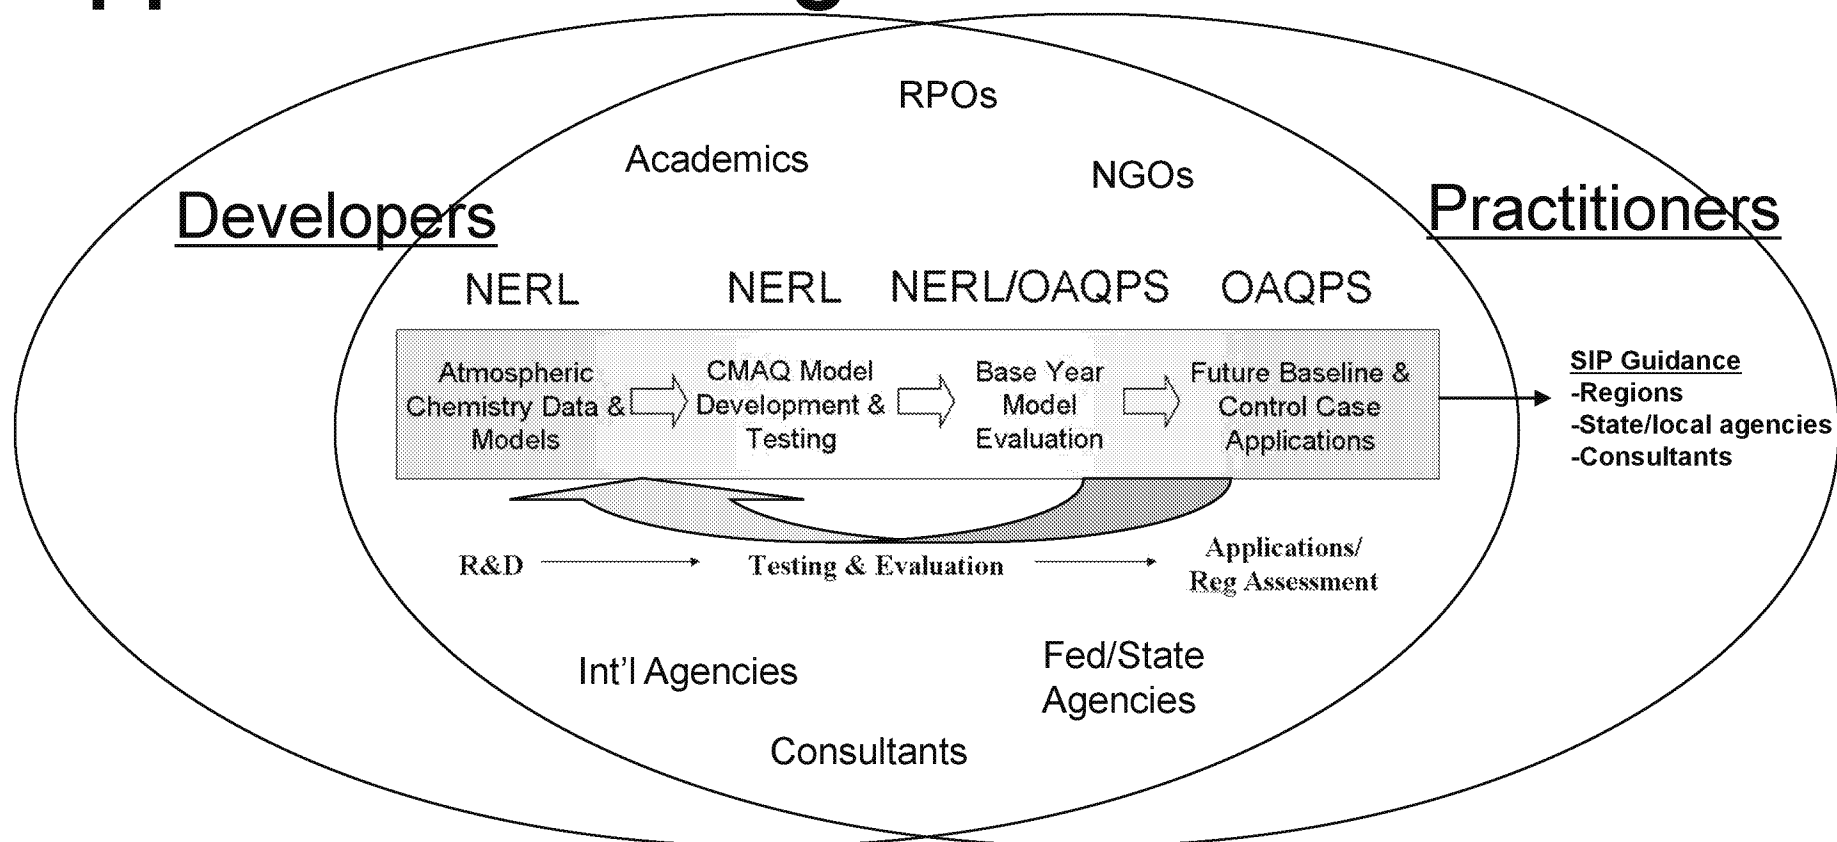 RPOs
Academics
NGOs
Developers
Practitioners
NERL
NERL
NERL/OAQPS
OAQPS
Atmospheric
Chemistry Data &
Models
CMAQ Model
Development &
Testing
Base Year
Model
Evaluation
Future Baseline &
Control Case
Applications
SIP Guidance
-Regions
-State/local agencies
-Consultants
R&D
Testing & Evaluation
Applications/
Reg Assessment
Int'l Agencies
Fed/State
Agencies
Consultants